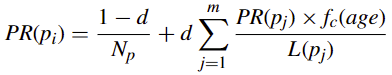 PR(p_i) = \frac{1 - d}{N_p} + d \sum_{j=1}^{m} \frac{PR(p_j) \times f_c(age)}{L(p_j)}